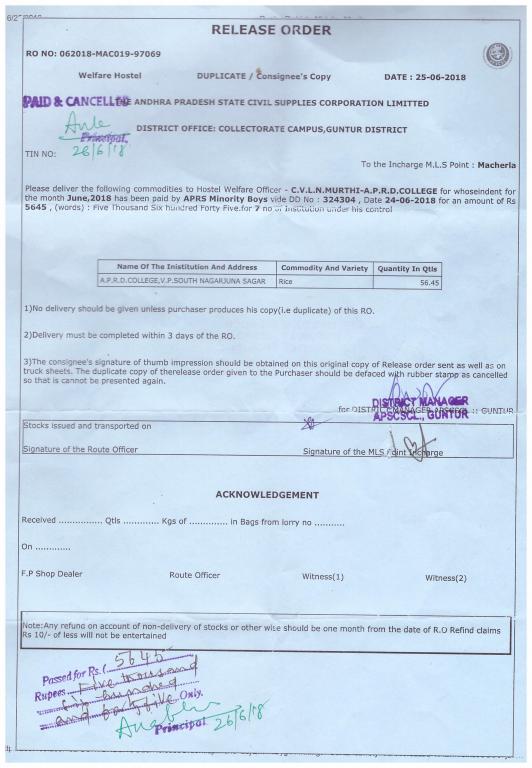 RELEASE ORDER
RO NO: 062018-MAC019-97069
Welfare Hostel DUPLICATE / Consignee's Copy DATE : 25-06-2018
PAID & CANCELLED THE ANDHRA PRADESH STATE CIVIL SUPPLIES CORPORATION LIMITTED
Principal
DISTRICT OFFICE: COLLECTORATE CAMPUS,GUNTUR DISTRICT
26/6/18
TIN NO:
To the Incharge M.L.S Point : Macherla
Please deliver the following commodities to Hostel Welfare Officer - C.V.L.N.MURTHI-A.P.R.D.COLLEGE for whoseindent for
the month June,2018 has been paid by APRS Minority Boys vide DD No : 324304 , Date 24-06-2018 for an amount of Rs
5645 , (words) : Five Thousand Six hundred Forty Five.for 7 no of Institution under his control
Name Of The Inistitution And Address Commodity And Variety Quantity In Qtls
A.P.R.D.COLLEGE,V.P.SOUTH NAGARJUNA SAGAR Rice 56.45
1)No delivery should be given unless purchaser produces his copy(i.e duplicate) of this RO.
2)Delivery must be completed within 3 days of the RO.
3)The consignee's signature of thumb impression should be obtained on this original copy of Release order sent as well as on
truck sheets. The duplicate copy of therelease order given to the Purchaser should be defaced with rubber stamp as cancelled
so that is cannot be presented again.
DISTRICT MANAGER
for DISTRICT MANAGER APSCSCL :: GUNTUR
APSCSCL., GUNTUR
Stocks issued and transported on
Signature of the Route Officer Signature of the MLS Point Incharge
ACKNOWLEDGEMENT
Received ............... Qtls ............ Kgs of ............. in Bags from lorry no ...........
On ............
F.P Shop Dealer Route Officer Witness(1) Witness(2)
Note:Any refund on account of non-delivery of stocks or other wise should be one month from the date of R.O Refind claims
Rs 10/- of less will not be entertained
Passed for Rs.( 5645
Rupees Five thousand
Six hundred
and forty five Only.
Principal 26/6/18